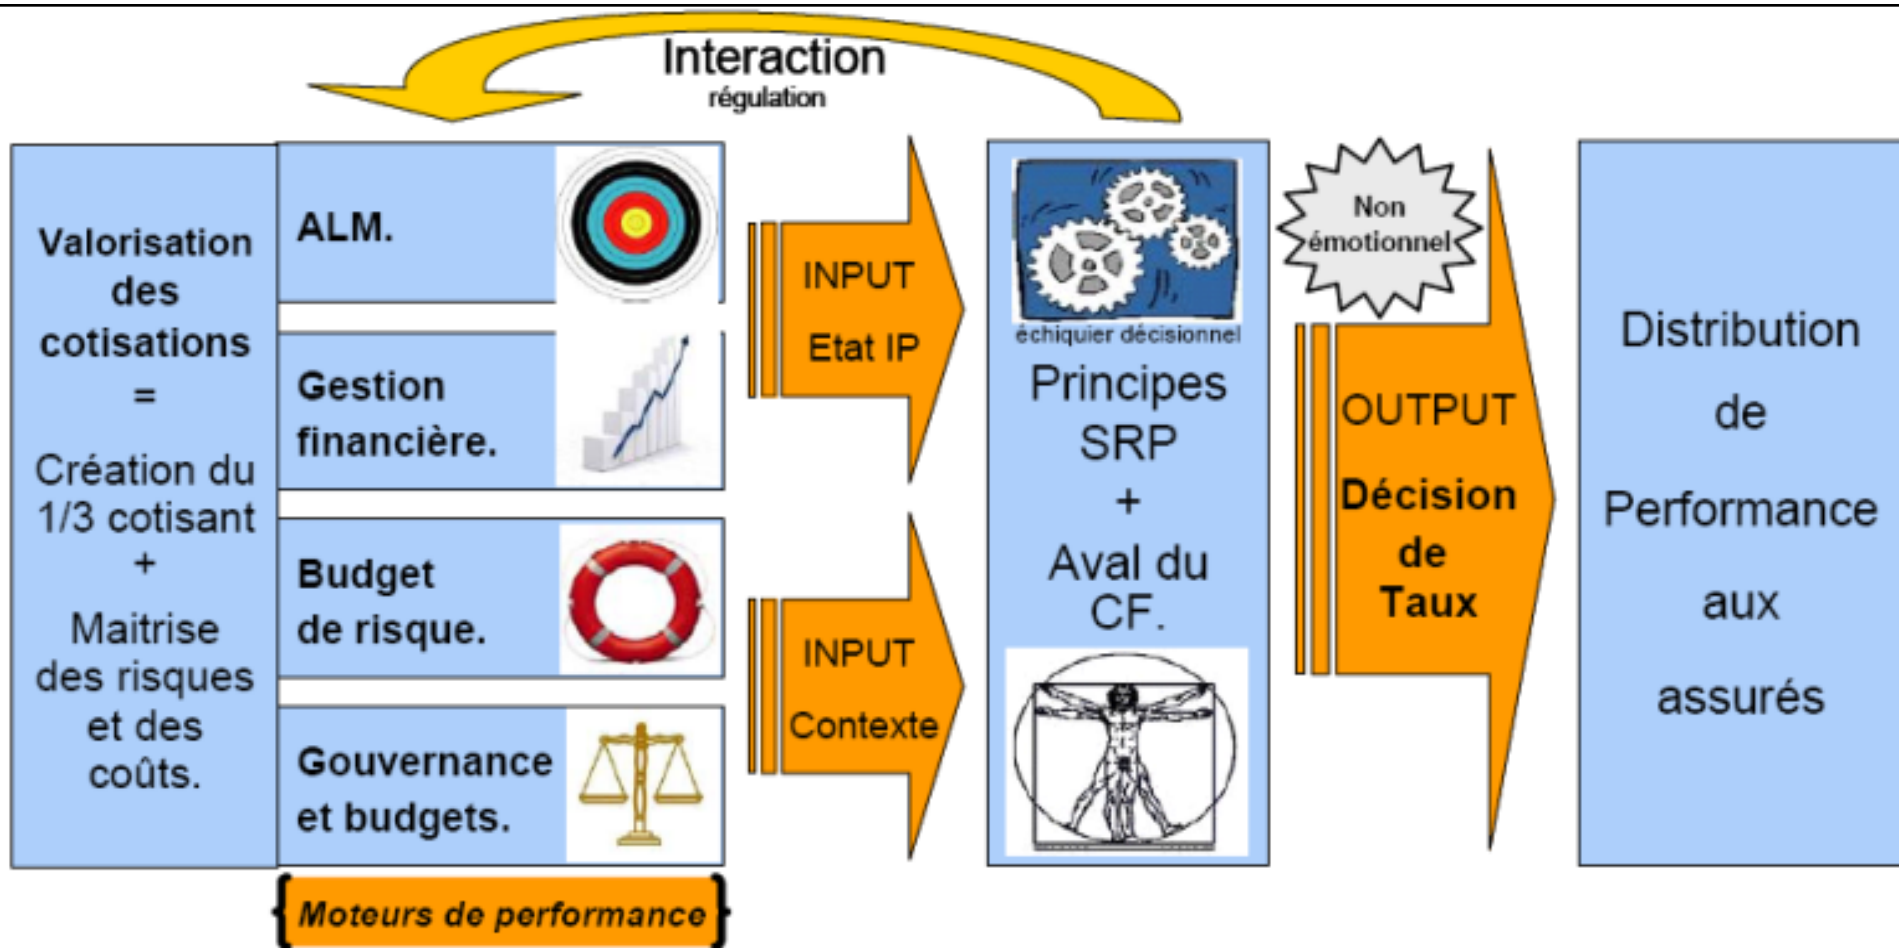 Interaction
régulation
Valorisation
des
cotisations
=
Création du
1/3 cotisant
+
Maitrise
des risques
et des
coûts.
ALM.
Gestion
financière.
Budget
de risque.
Gouvernance
et budgets.
Moteurs de performance
INPUT
Etat IP
INPUT
Contexte
échiquier décisionnel
Principes
SRP
+
Aval du
CF.
Non
émotionnel
OUTPUT
Décision
de
Taux
Distribution
de
Performance
aux
assurés